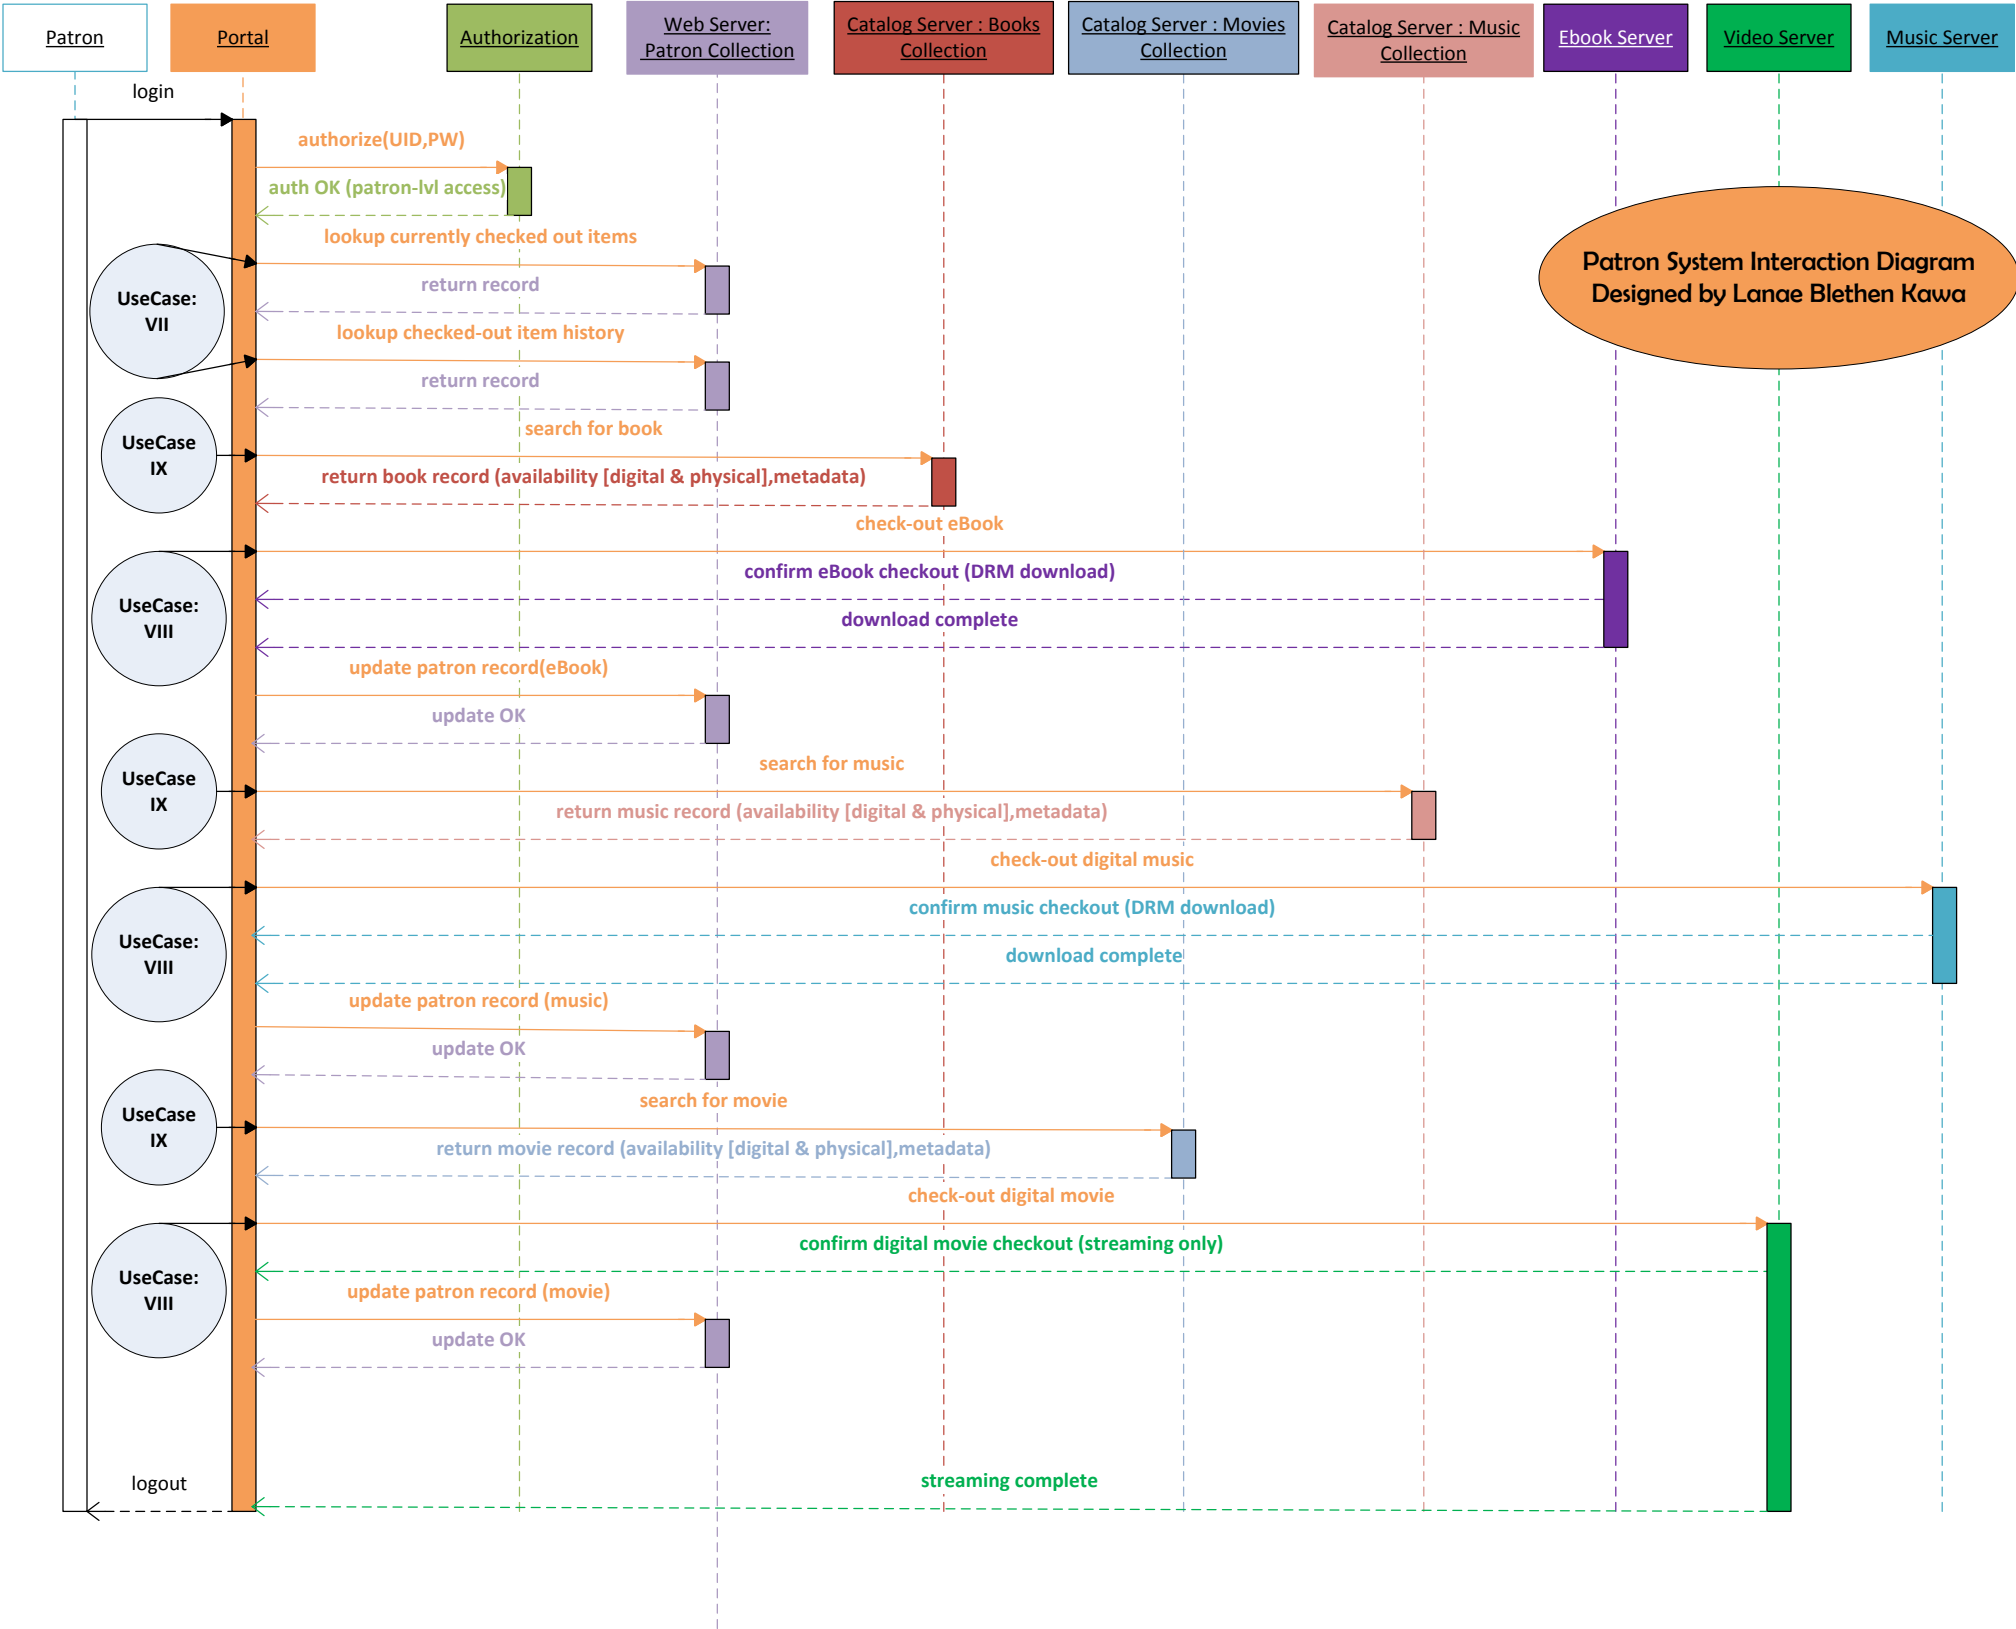 Patron
Portal
Authorization
Web Server:
Patron Collection
Catalog Server : Books
Collection
Catalog Server : Movies
Collection
Catalog Server : Music
Collection
Ebook Server
Video Server
Music Server
login
authorize(UID,PW)
auth OK (patron-lvl access)
Patron System Interaction Diagram
Designed by Lanae Blethen Kawa
lookup currently checked out items
UseCase:
VII
return record
lookup checked-out item history
return record
search for book
UseCase
IX
return book record (availability [digital & physical],metadata)
check-out eBook
confirm eBook checkout (DRM download)
UseCase:
VIII
download complete
update patron record(eBook)
update OK
search for music
UseCase
IX
return music record (availability [digital & physical],metadata)
check-out digital music
confirm music checkout (DRM download)
UseCase:
VIII
download complete
update patron record (music)
update OK
search for movie
UseCase
IX
return movie record (availability [digital & physical],metadata)
check-out digital movie
confirm digital movie checkout (streaming only)
UseCase:
VIII
update patron record (movie)
update OK
streaming complete
logout